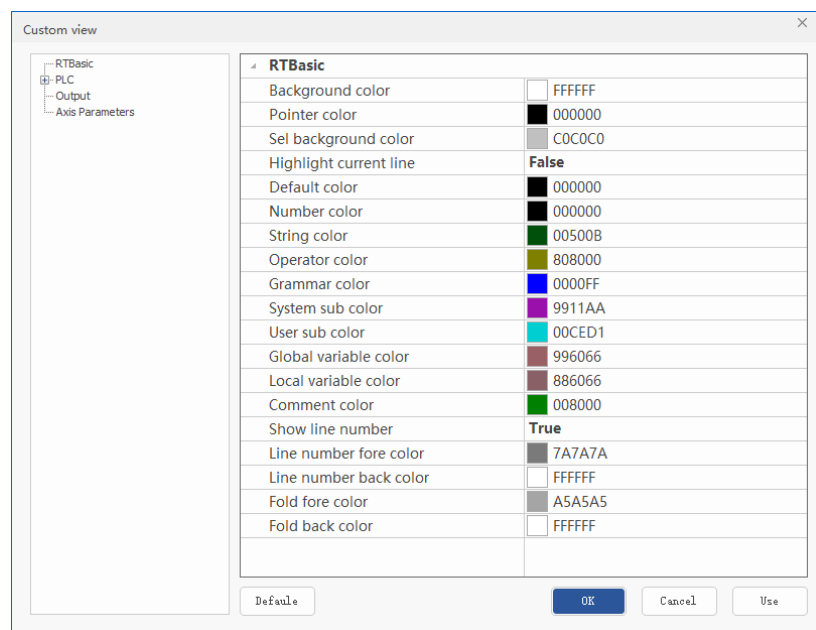 Custom view
RTBasic
PLC
Output
Axis Parameters
RTBasic
Background color FFFFFF
Pointer color 000000
Sel background color C0C0C0
Highlight current line False
Default color 000000
Number color 000000
String color 00500B
Operator color 808000
Grammar color 0000FF
System sub color 9911AA
User sub color 00CED1
Global variable color 996066
Local variable color 886066
Comment color 008000
Show line number True
Line number fore color 7A7A7A
Line number back color FFFFFF
Fold fore color A5A5A5
Fold back color FFFFFF
Defaule OK Cancel Use